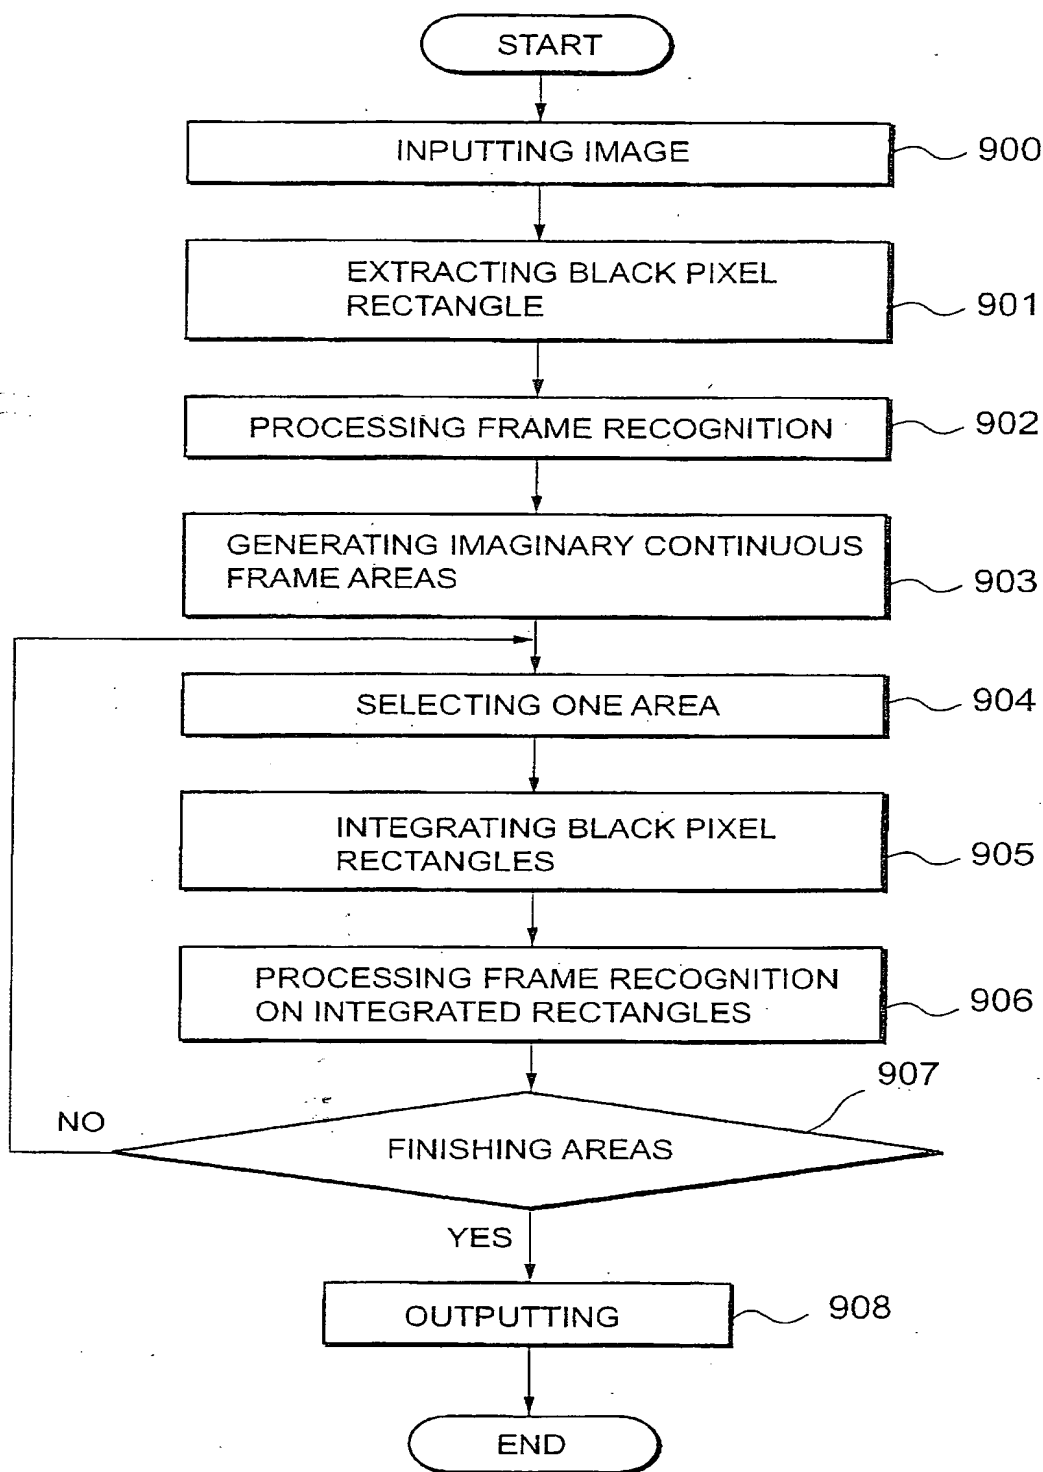 START
INPUTTING IMAGE
900
EXTRACTING BLACK PIXEL
RECTANGLE
901
PROCESSING FRAME RECOGNITION
902
GENERATING IMAGINARY CONTINUOUS
FRAME AREAS
903
SELECTING ONE AREA
904
INTEGRATING BLACK PIXEL
RECTANGLES
905
PROCESSING FRAME RECOGNITION
ON INTEGRATED RECTANGLES
906
907
NO
FINISHING AREAS
YES
OUTPUTTING
908
END